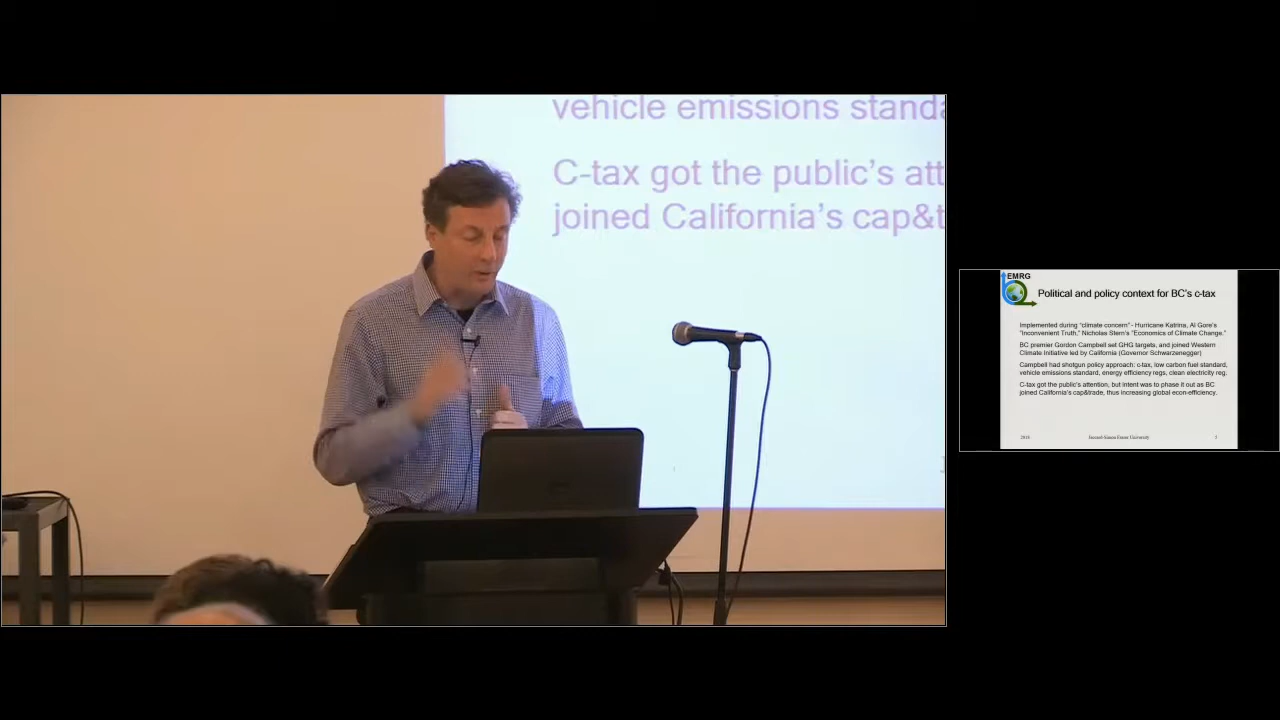 vehicle emissions standa
C-tax got the public's att
joined California's cap&t
EMRG
Political and policy context for BC's c-tax
Implemented during "climate concern" - Hurricane Katrina, Al Gore's
"Inconvenient Truth," Nicholas Stern's "Economics of Climate Change."
BC premier Gordon Campbell set GHG targets, and joined Western
Climate Initiative led by California (Governor Schwarzenegger)
Campbell had shotgun policy approach: c-tax, low carbon fuel standard,
vehicle emissions standard, energy efficiency regs, clean electricity reg.
C-tax got the public's attention, but intent was to phase it out as BC
joined California's cap&trade, thus increasing global econ-efficiency.
Simon Fraser University